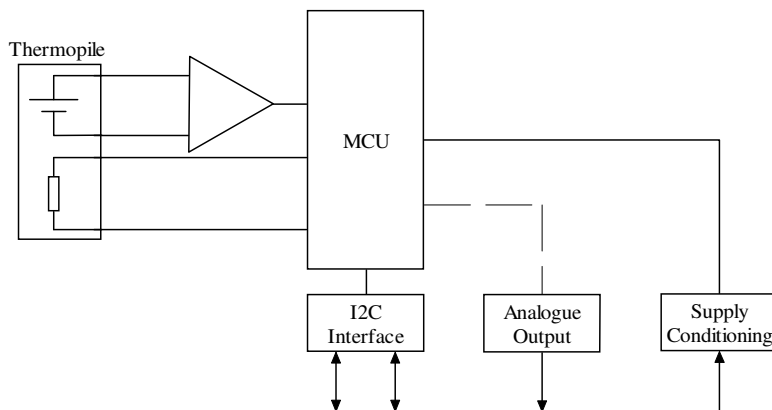 Thermopile
MCU
I2C
Interface
Analogue
Output
Supply
Conditioning